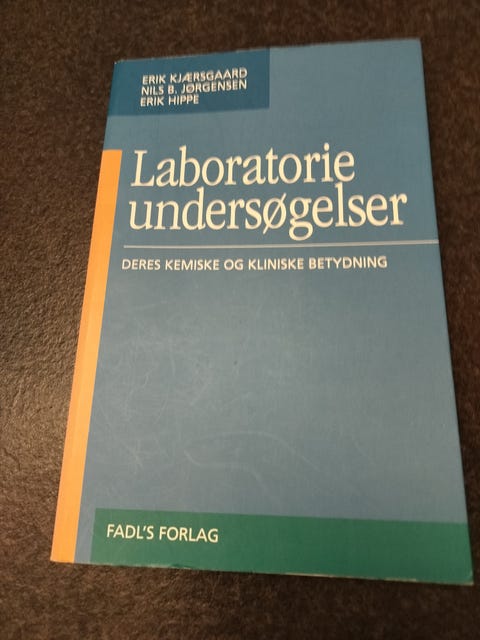 ERIK KJÆRSGAARD
NILS B. JØRGENSEN
ERIK HIPPE
Laboratorie
undersøgelser
DERES KEMISKE OG KLINISKE BETYDNING
FADL'S FORLAG